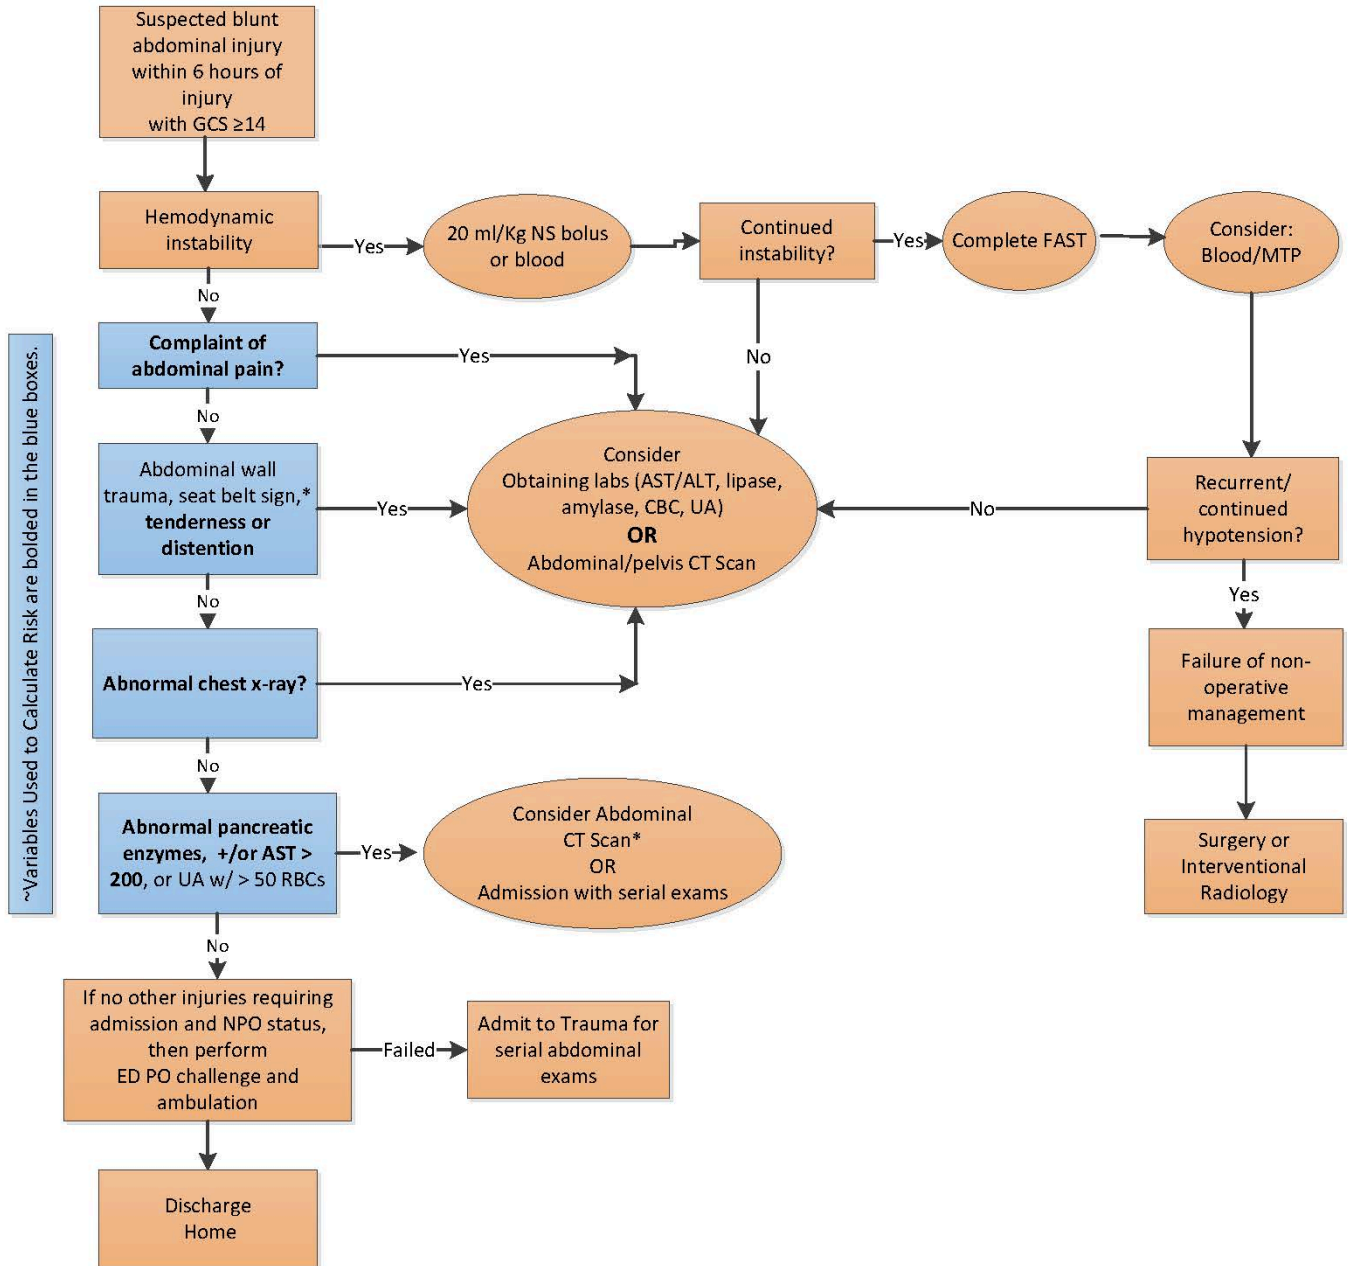 Suspected blunt
abdominal injury
within 6 hours of
injury
with GCS ≥14
Hemodynamic
instability
Yes
20 ml/Kg NS bolus
or blood
Continued
instability?
Yes
Complete FAST
Consider:
Blood/MTP
No
Complaint of
abdominal pain?
Yes
No
No
Abdominal wall
trauma, seat belt sign,*
tenderness or
distention
Yes
Consider
Obtaining labs (AST/ALT, lipase,
amylase, CBC, UA)
OR
Abdominal/pelvis CT Scan
No
Recurrent/
continued
hypotension?
No
Yes
Abnormal chest x-ray?
Yes
Failure of non-
operative
management
No
Abnormal pancreatic
enzymes, +/or AST >
200, or UA w/ > 50 RBCs
Yes
Consider Abdominal
CT Scan*
OR
Admission with serial exams
Surgery or
Interventional
Radiology
No
If no other injuries requiring
admission and NPO status,
then perform
ED PO challenge and
ambulation
Failed
Admit to Trauma for
serial abdominal
exams
Discharge
Home
~Variables Used to Calculate Risk are bolded in the blue boxes.